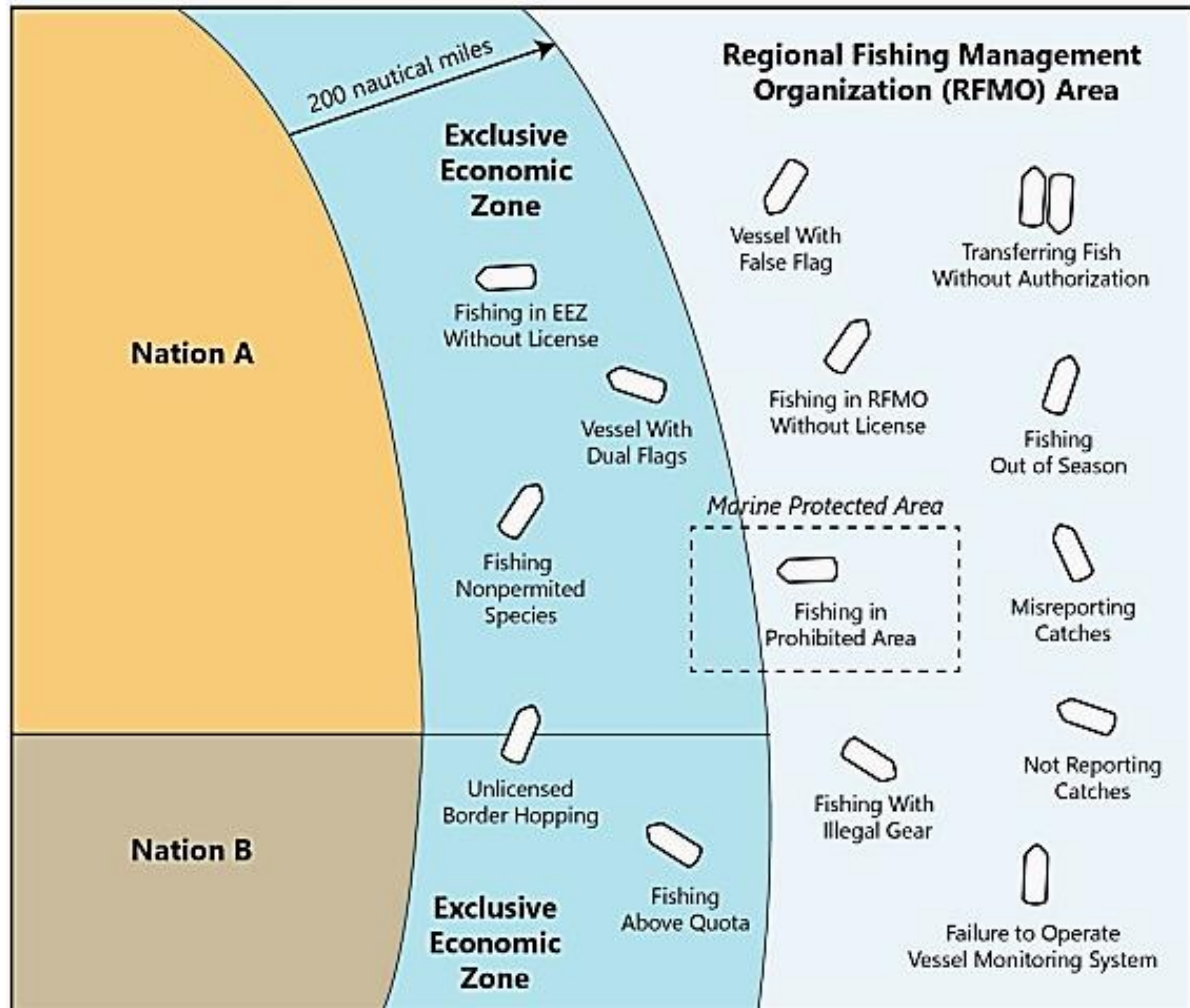 200 nautical miles
Regional Fishing Management
Organization (RFMO) Area
Exclusive
Economic
Zone
Vessel With
False Flag
Transferring Fish
Without Authorization
Fishing in EEZ
Without License
Nation A
Vessel With
Dual Flags
Fishing in RFMO
Without License
Fishing
Out of Season
Marine Protected Area
Fishing
Nonpermited
Species
Fishing in
Prohibited Area
Misreporting
Catches
Unlicensed
Border Hopping
Fishing With
Illegal Gear
Not Reporting
Catches
Nation B
Fishing
Above Quota
Exclusive
Economic
Zone
Failure to Operate
Vessel Monitoring System